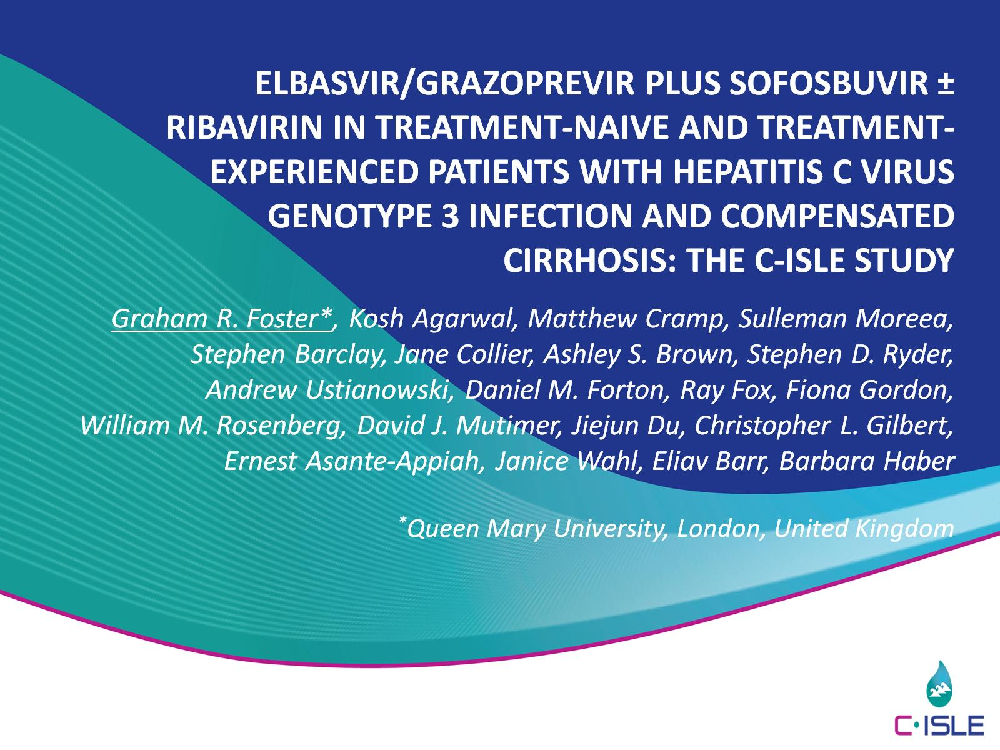 ELBASVIR/GRAZOPREVIR PLUS SOFOSBUVIR ±
RIBAVIRIN IN TREATMENT-NAIVE AND TREATMENT-
EXPERIENCED PATIENTS WITH HEPATITIS C VIRUS
GENOTYPE 3 INFECTION AND COMPENSATED
CIRRHOSIS: THE C-ISLE STUDY
Graham R. Foster*, Kosh Agarwal, Matthew Cramp, Sulleman Moreea,
Stephen Barclay, Jane Collier, Ashley S. Brown, Stephen D. Ryder,
Andrew Ustianowski, Daniel M. Forton, Ray Fox, Fiona Gordon,
William M. Rosenberg, David J. Mutimer, Jiejun Du, Christopher L. Gilbert,
Ernest Asante-Appiah, Janice Wahl, Eliav Barr, Barbara Haber
*Queen Mary University, London, United Kingdom
C·ISLE